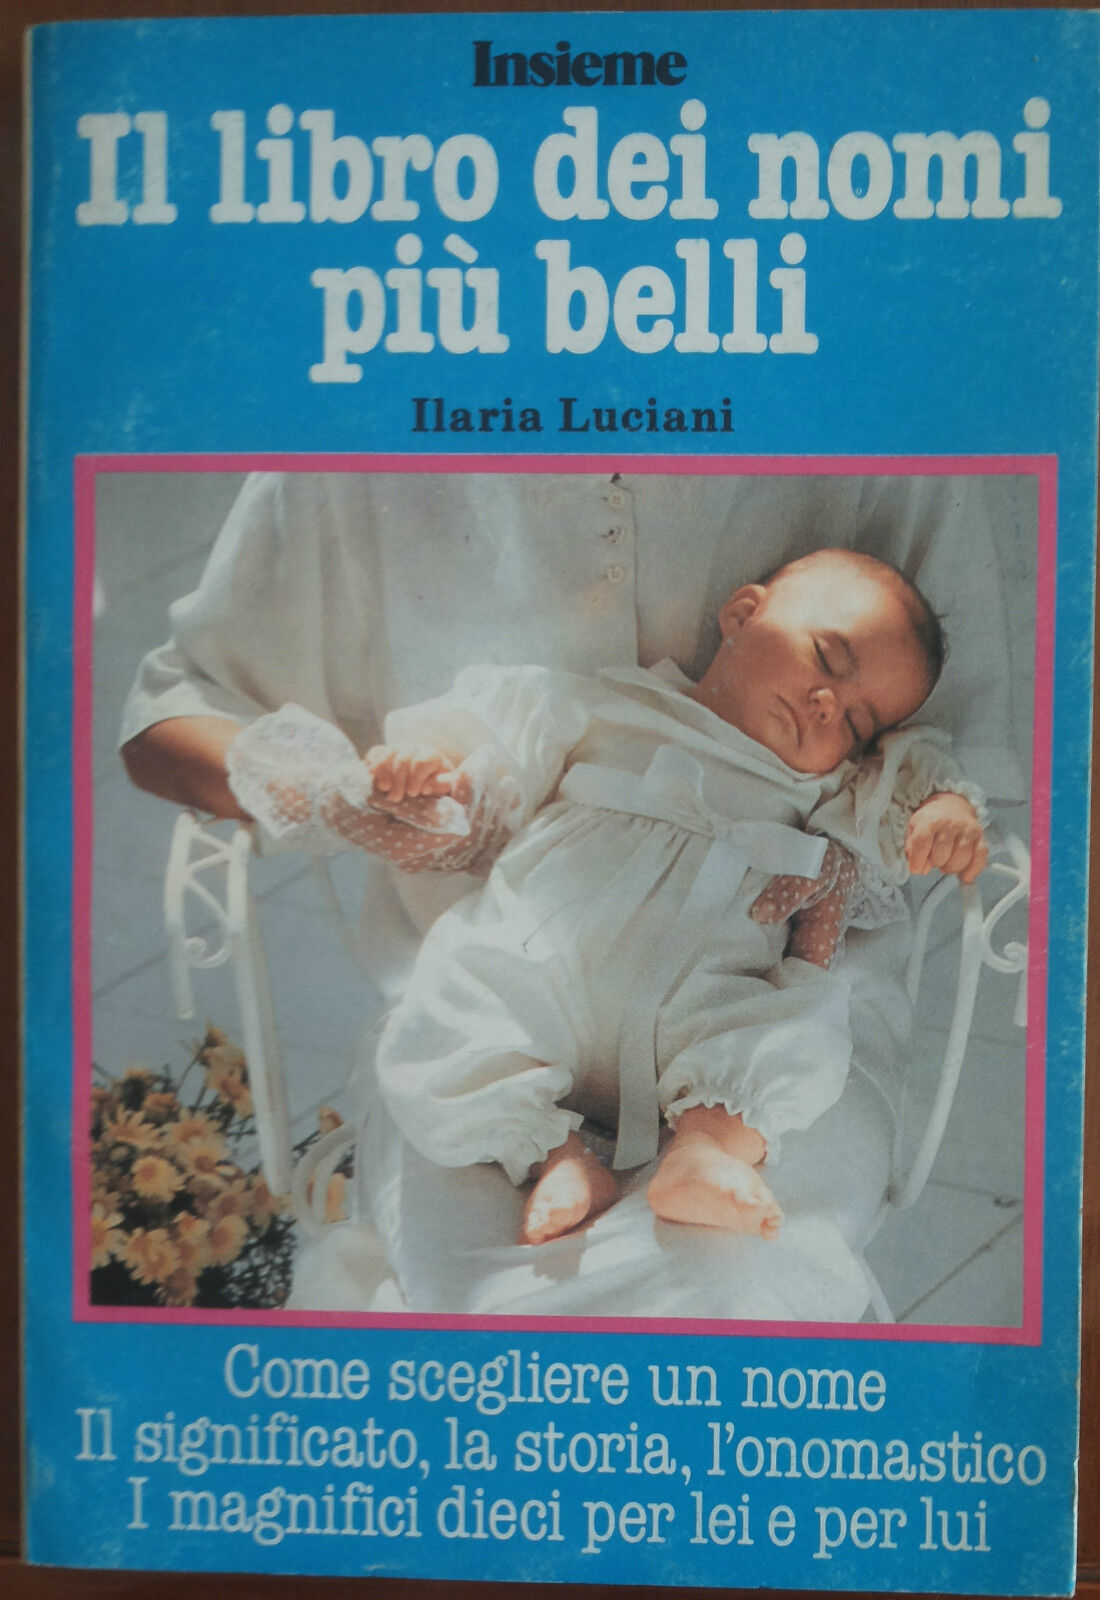 Insieme
Il libro dei nomi
più belli
Ilaria Luciani
Come scegliere un nome
Il significato, la storia, l'onomastico
I magnifici dieci per lei e per lui